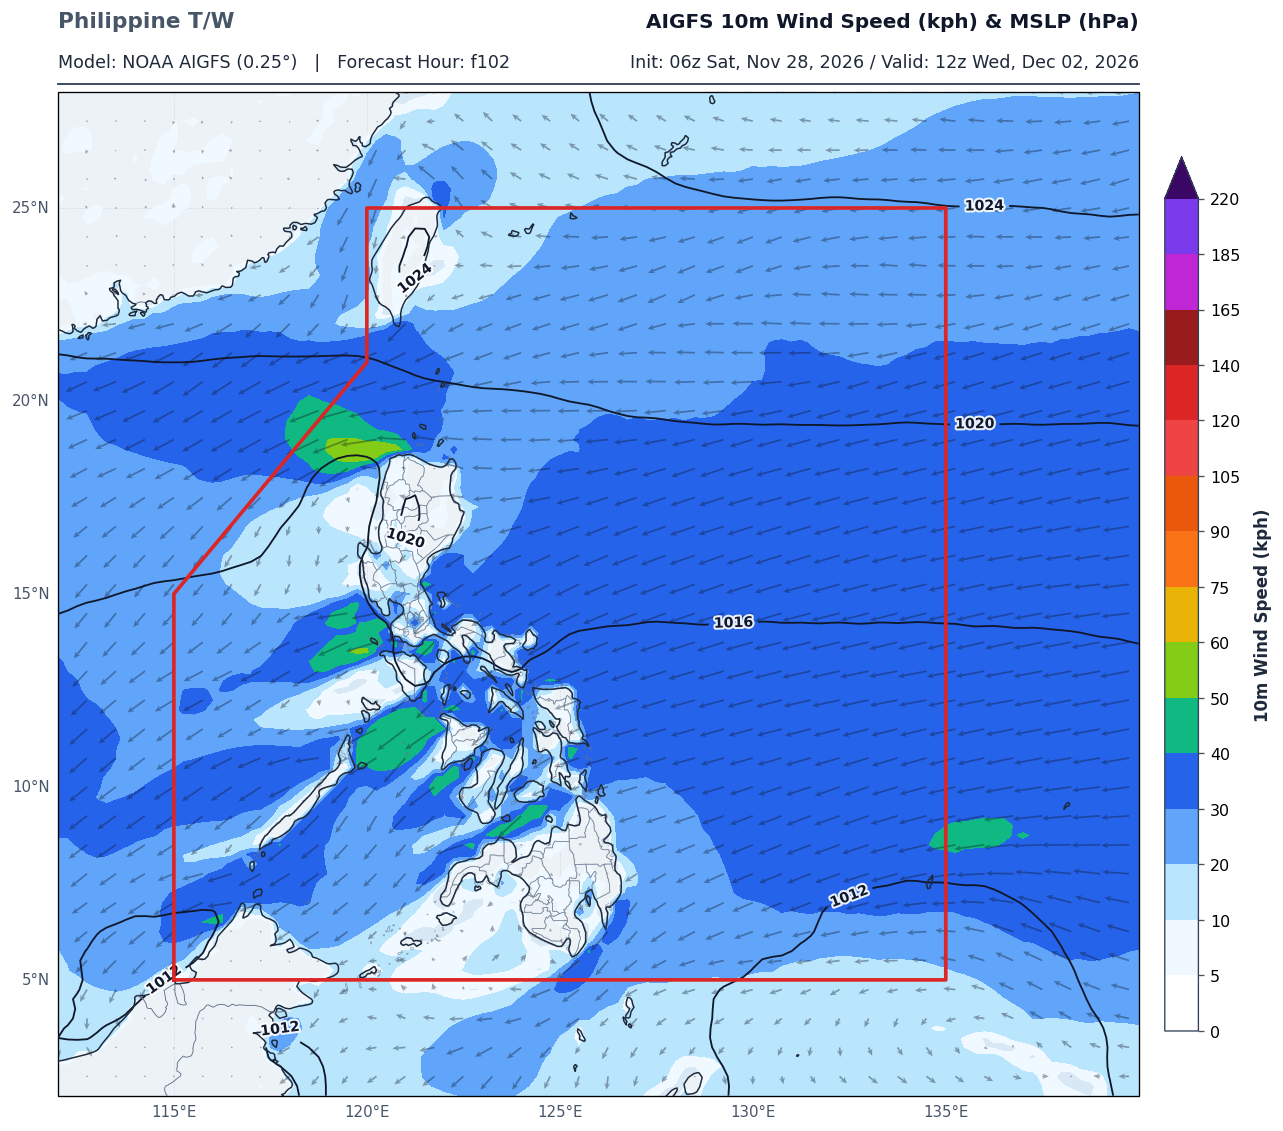 Philippine T/W
AIGFS 10m Wind Speed (kph) & MSLP (hPa)
Model: NOAA AIGFS (0.25°)   |   Forecast Hour: f102
Init: 06z Sat, Nov 28, 2026 / Valid: 12z Wed, Dec 02, 2026
25°N
20°N
15°N
10°N
5°N
115°E
120°E
125°E
130°E
135°E
1024
1024
1020
1020
1016
1012
1012
1012
220
185
165
140
120
105
90
75
60
50
40
30
20
10
5
0
10m Wind Speed (kph)